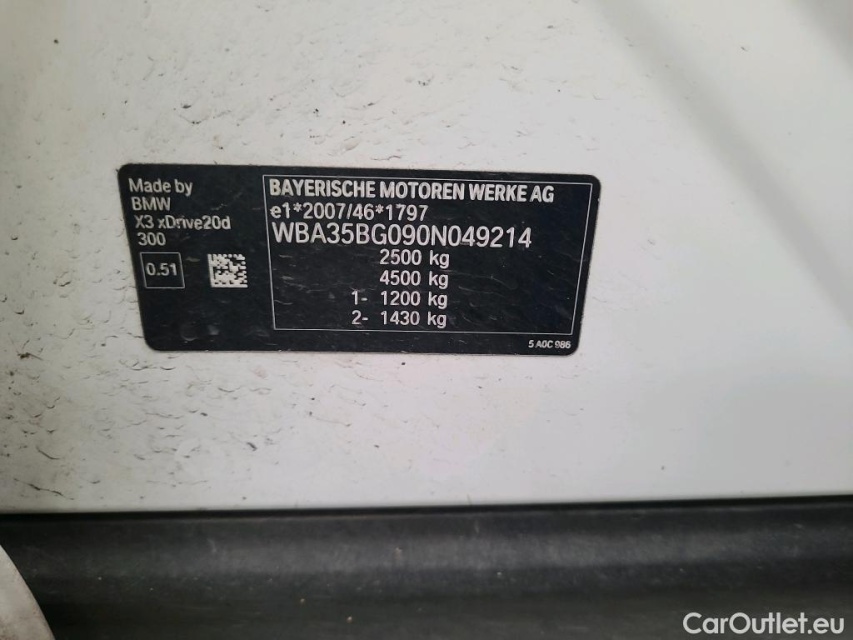 Made by
BMW
X3 xDrive20d
300
0.51
BAYERISCHE MOTOREN WERKE AG
e1*2007/46*1797
WBA35BG090N049214
2500 kg
4500 kg
1- 1200 kg
2- 1430 kg
5 A0C 986
CarOutlet.eu